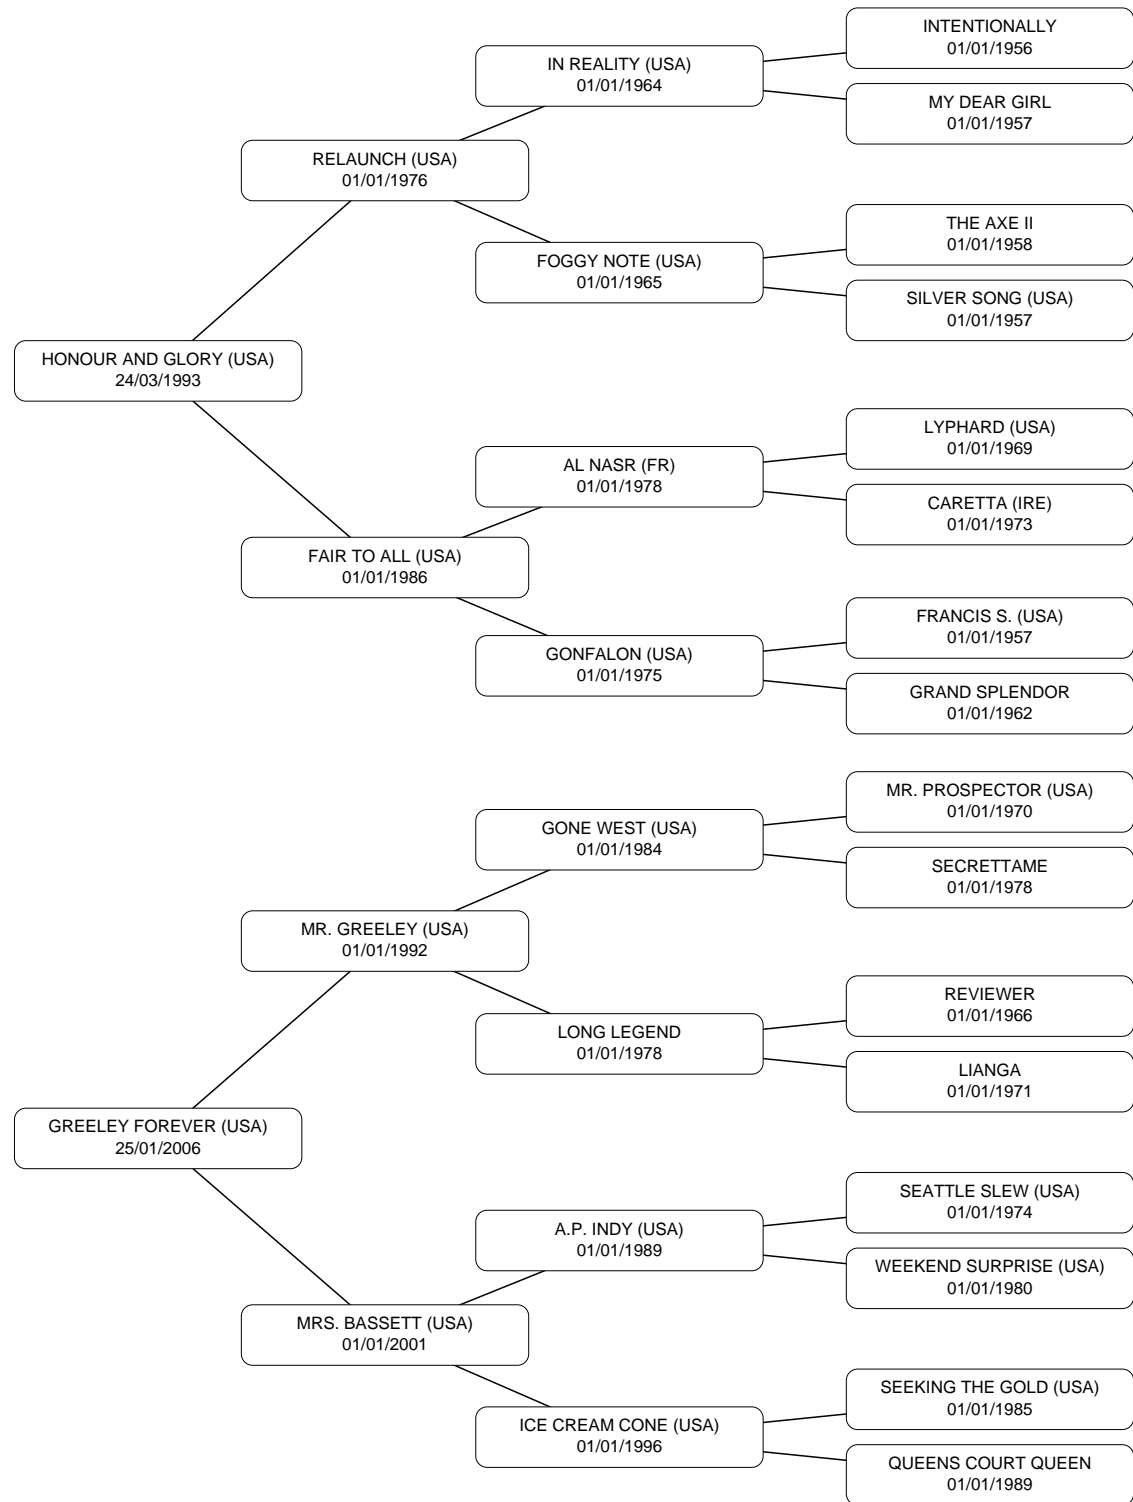 INTENTIONALLY
01/01/1956
IN REALITY (USA)
01/01/1964
MY DEAR GIRL
01/01/1957
RELAUNCH (USA)
01/01/1976
THE AXE II
01/01/1958
FOGGY NOTE (USA)
01/01/1965
SILVER SONG (USA)
01/01/1957
HONOUR AND GLORY (USA)
24/03/1993
LYPHARD (USA)
01/01/1969
AL NASR (FR)
01/01/1978
CARETTA (IRE)
01/01/1973
FAIR TO ALL (USA)
01/01/1986
FRANCIS S. (USA)
01/01/1957
GONFALON (USA)
01/01/1975
GRAND SPLENDOR
01/01/1962
MR. PROSPECTOR (USA)
01/01/1970
GONE WEST (USA)
01/01/1984
SECRETTAME
01/01/1978
MR. GREELEY (USA)
01/01/1992
REVIEWER
01/01/1966
LONG LEGEND
01/01/1978
LIANGA
01/01/1971
GREELEY FOREVER (USA)
25/01/2006
SEATTLE SLEW (USA)
01/01/1974
A.P. INDY (USA)
01/01/1989
WEEKEND SURPRISE (USA)
01/01/1980
MRS. BASSETT (USA)
01/01/2001
SEEKING THE GOLD (USA)
01/01/1985
ICE CREAM CONE (USA)
01/01/1996
QUEENS COURT QUEEN
01/01/1989